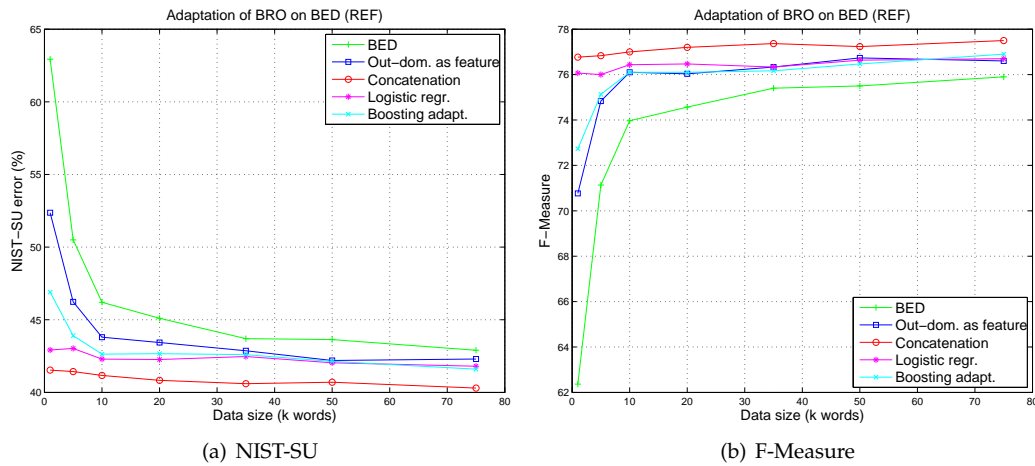 Adaptation of BRO on BED (REF)
65
60
55
50
45
40
NIST−SU error (%)
0 10 20 30 40 50 60 70 80
Data size (k words)
BED
Out−dom. as feature
Concatenation
Logistic regr.
Boosting adapt.
(a) NIST-SU
Adaptation of BRO on BED (REF)
78
76
74
72
70
68
66
64
62
F−Measure
0 10 20 30 40 50 60 70 80
Data size (k words)
BED
Out−dom. as feature
Concatenation
Logistic regr.
Boosting adapt.
(b) F-Measure